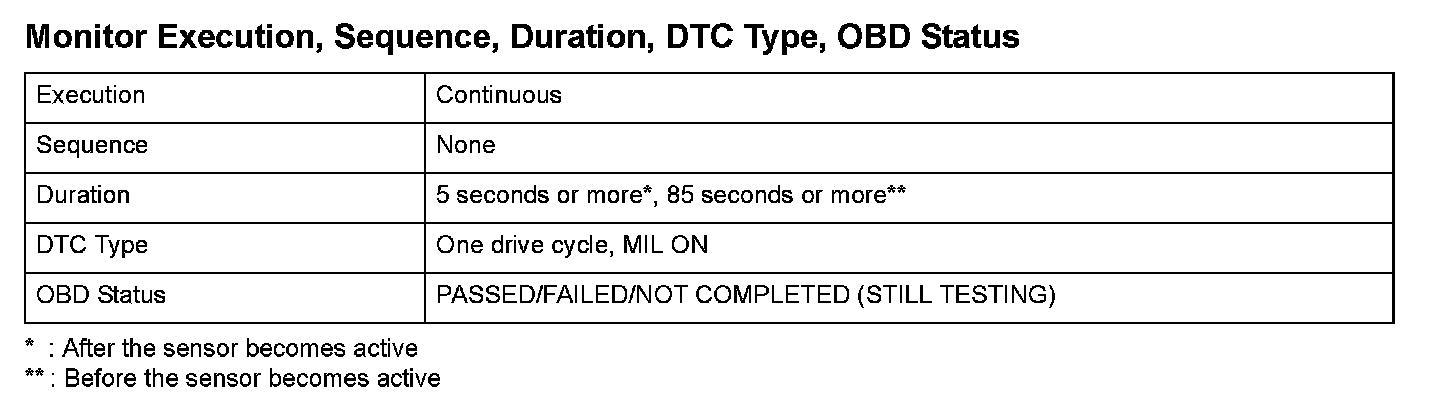 Monitor Execution, Sequence, Duration, DTC Type, OBD Status
Execution Continuous
Sequence None
Duration 5 seconds or more*, 85 seconds or more**
DTC Type One drive cycle, MIL ON
OBD Status PASSED/FAILED/NOT COMPLETED (STILL TESTING)
* : After the sensor becomes active
** : Before the sensor becomes active